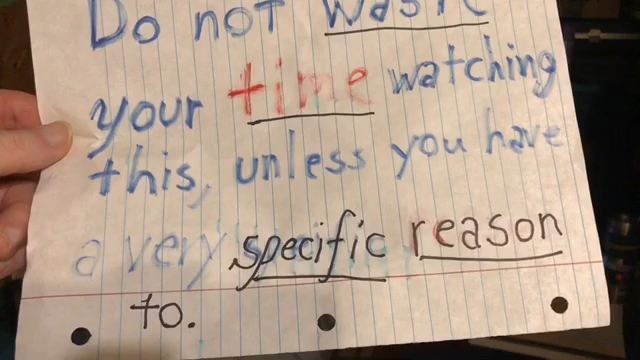 Do not waste
your time watching
this, unless you have
a very specific reason
to.